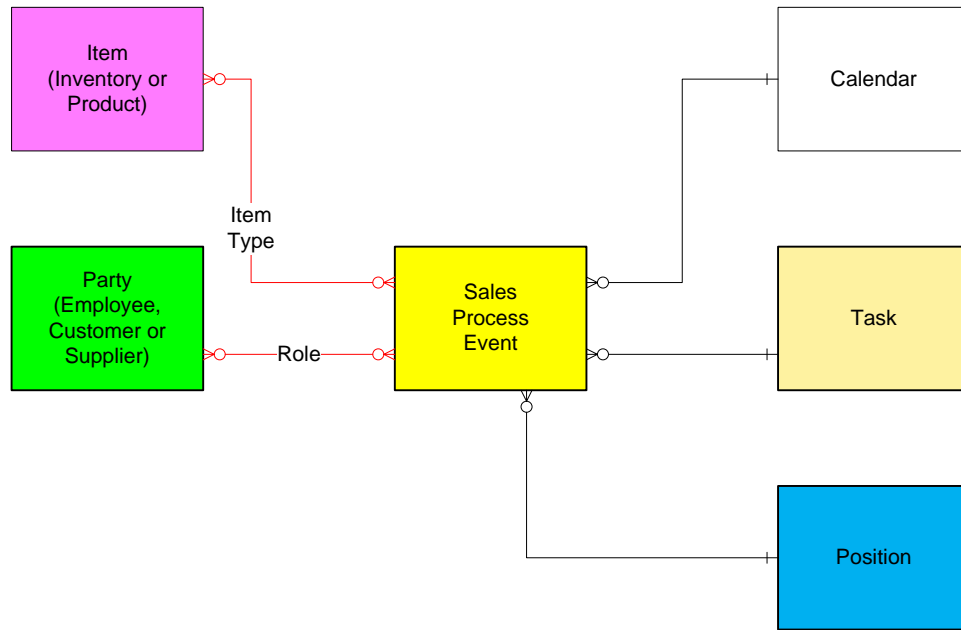 Item
(Inventory or
Product)
Calendar
Item
Type
Party
(Employee,
Customer or
Supplier)
Role
Sales
Process
Event
Task
Position